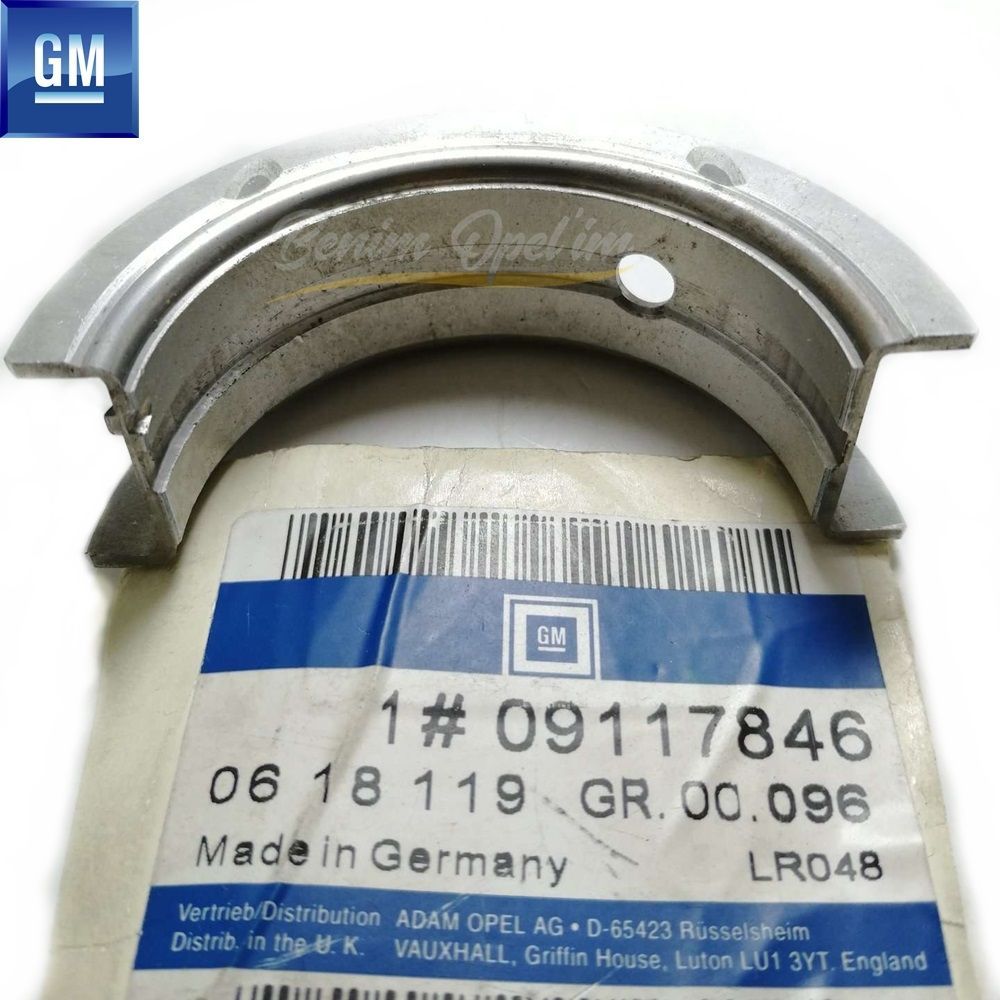 GM
Benim Opel'im
GM
1# 09117846
06 18 119 GR. 00.096
Made in Germany LR048
Vertrieb/Distribution ADAM OPEL AG • D-65423 Rüsselsheim
Distrib. in the U. K. VAUXHALL, Griffin House, Luton LU1 3YT. England